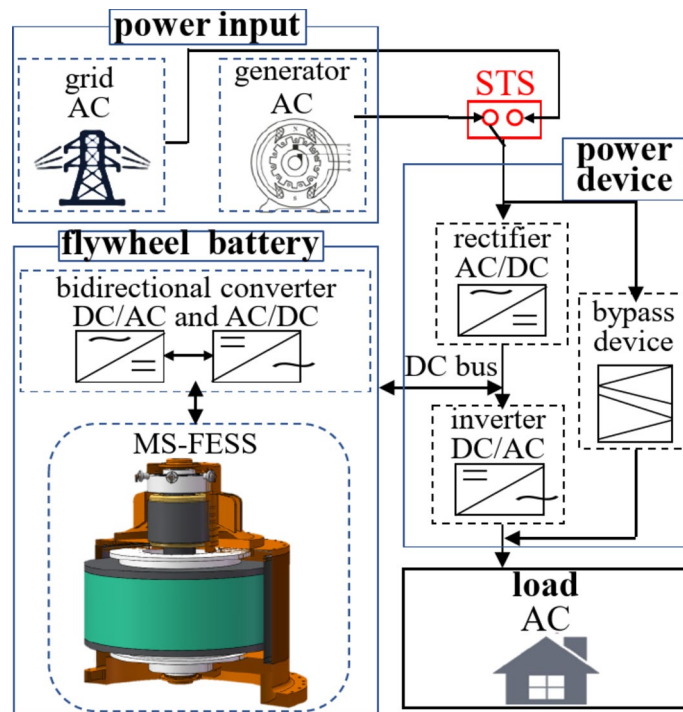 power input
grid
AC
generator
AC
STS
power
device
flywheel battery
bidirectional converter
DC/AC and AC/DC
rectifier
AC/DC
bypass
device
DC bus
inverter
DC/AC
MS-FESS
load
AC